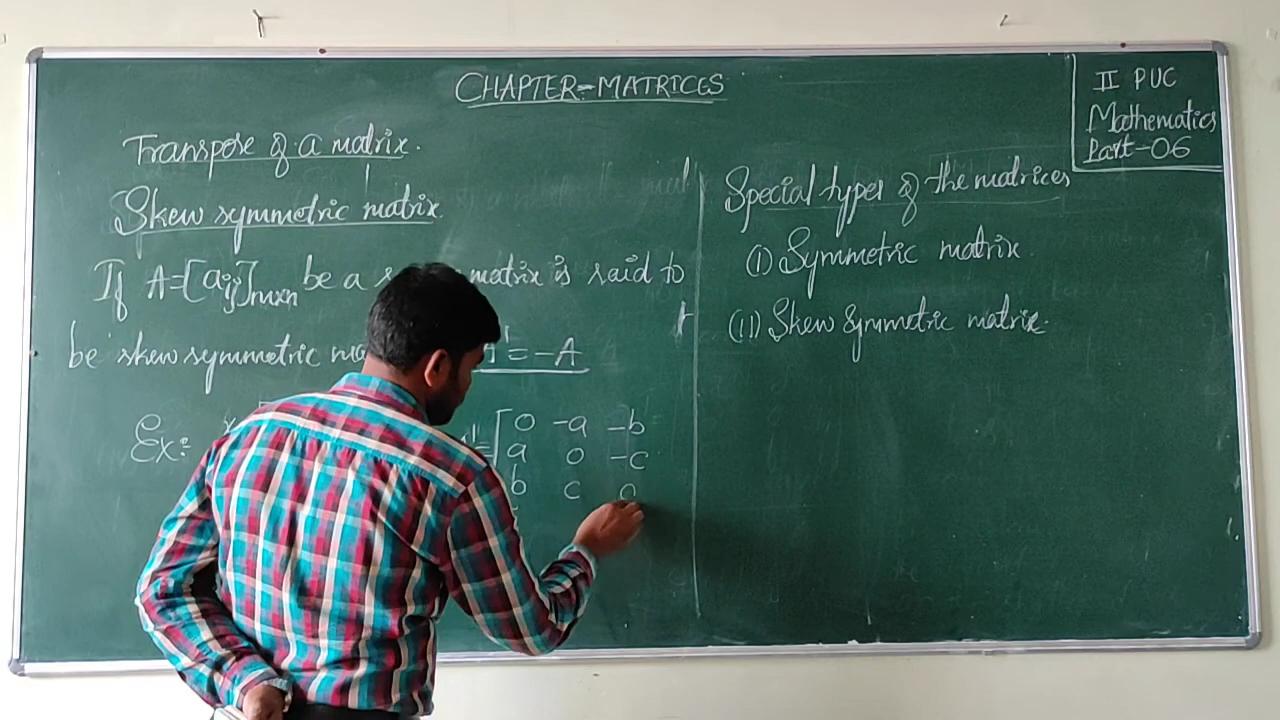 CHAPTER-MATRICES
II PUC
Mathematics
Part-06
Transpose of a matrix.
Skew symmetric matrix.
If A=[aij]mxn be a matrix is said to
be skew symmetric A' = -A
Ex:- A' = [0 -a -b
a 0 -c
b c 0
Special types of the matrices
(I) Symmetric matrix.
(II) Skew Symmetric matrix.